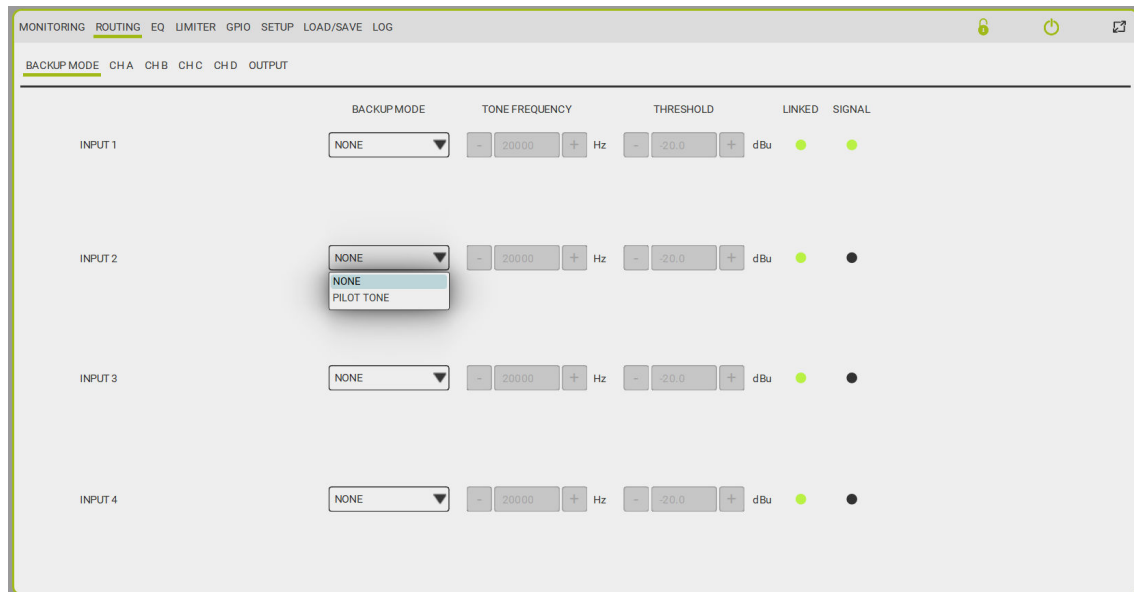 MONITORING ROUTING EQ LIMITER GPIO SETUP LOAD/SAVE LOG
BACKUP MODE CH A CH B CH C CH D OUTPUT
BACKUP MODE TONE FREQUENCY THRESHOLD LINKED SIGNAL
INPUT 1 NONE - 20000 + Hz - -20.0 + dBu
INPUT 2 NONE - 20000 + Hz - -20.0 + dBu
NONE
PILOT TONE
INPUT 3 NONE - 20000 + Hz - -20.0 + dBu
INPUT 4 NONE - 20000 + Hz - -20.0 + dBu